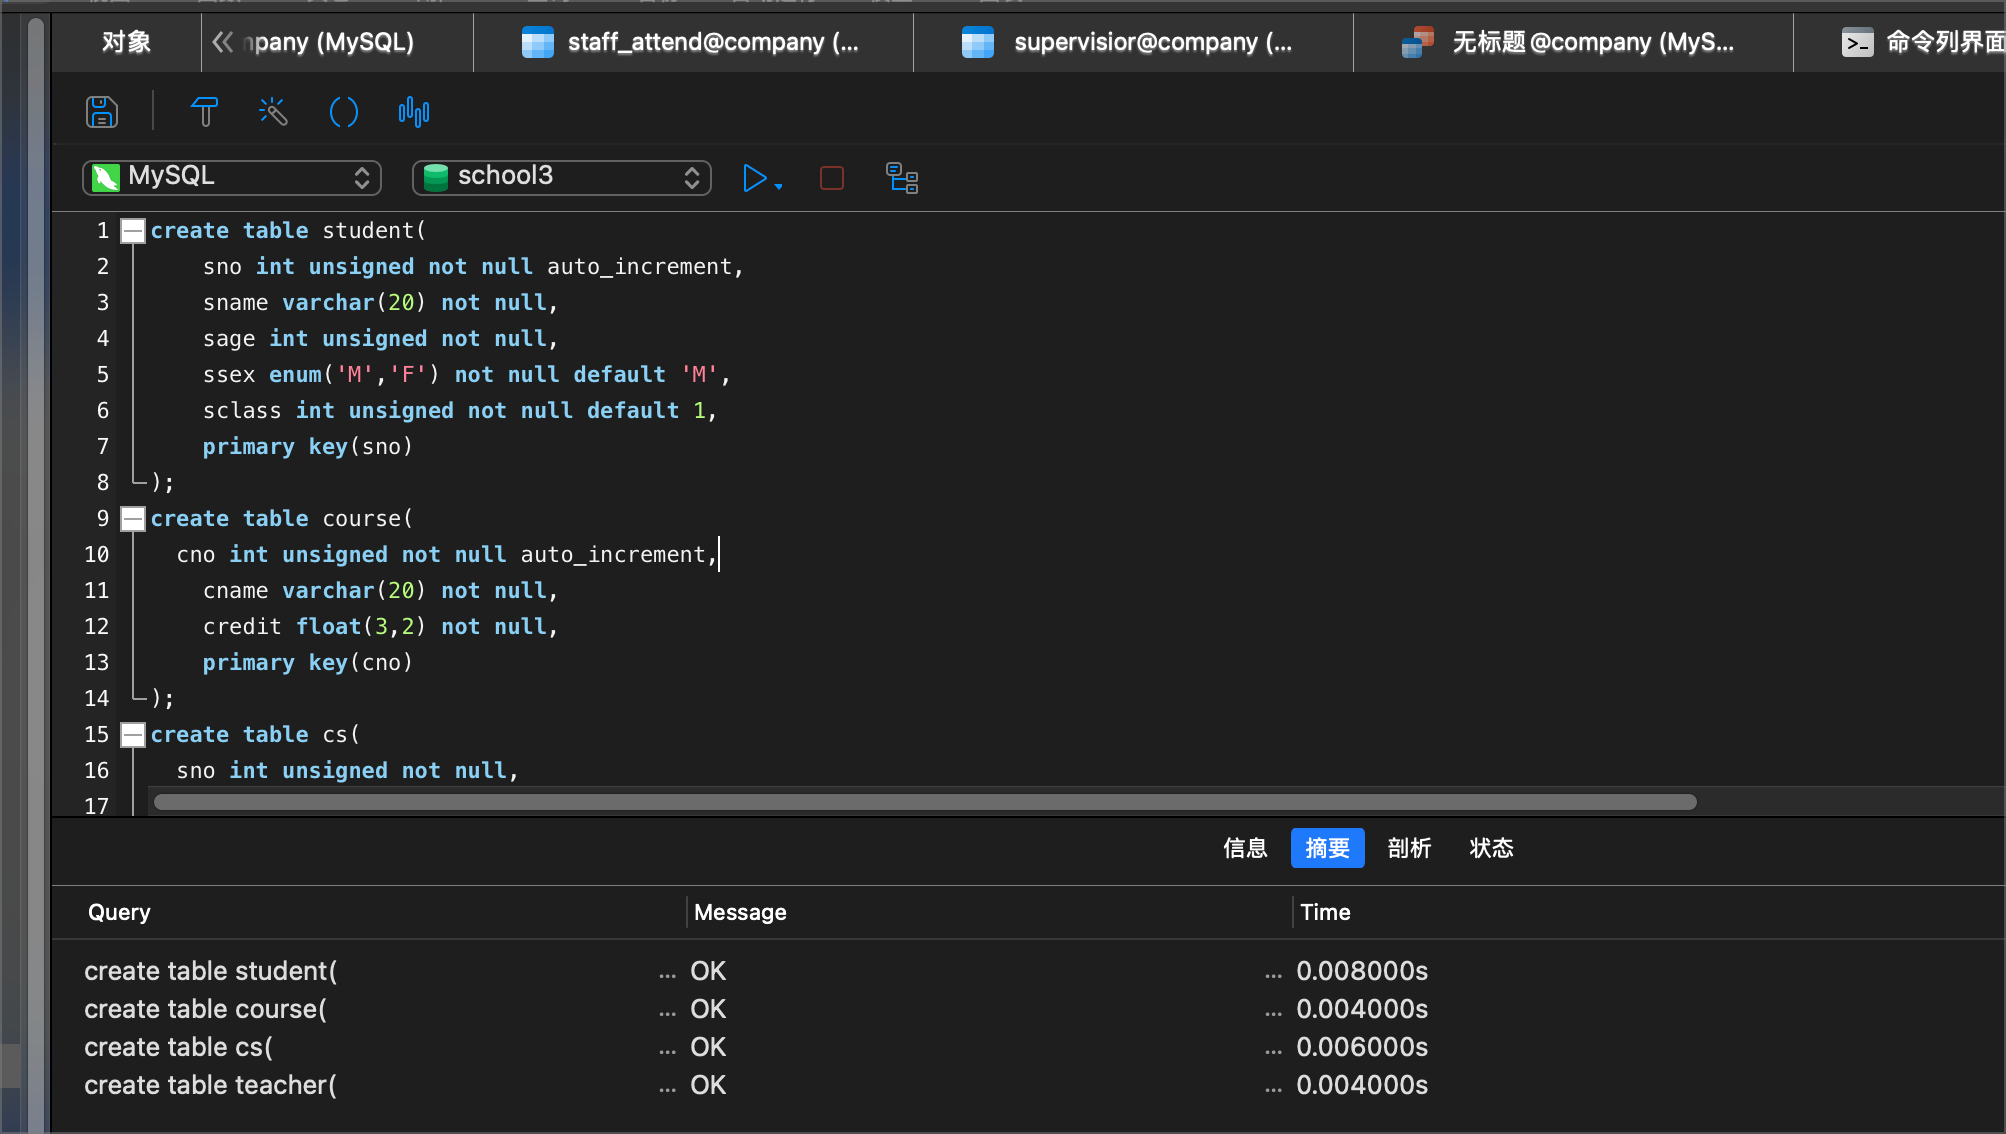 对象
mpany (MySQL)
staff_attend@company (...
supervisior@company (...
无标题@company (MyS...
命令列界面
MySQL
school3
1 create table student(
2 sno int unsigned not null auto_increment,
3 sname varchar(20) not null,
4 sage int unsigned not null,
5 ssex enum('M','F') not null default 'M',
6 sclass int unsigned not null default 1,
7 primary key(sno)
8 );
9 create table course(
10 cno int unsigned not null auto_increment,
11 cname varchar(20) not null,
12 credit float(3,2) not null,
13 primary key(cno)
14 );
15 create table cs(
16 sno int unsigned not null,
17
信息 摘要 剖析 状态
Query Message Time
create table student( ... OK ... 0.008000s
create table course( ... OK ... 0.004000s
create table cs( ... OK ... 0.006000s
create table teacher( ... OK ... 0.004000s